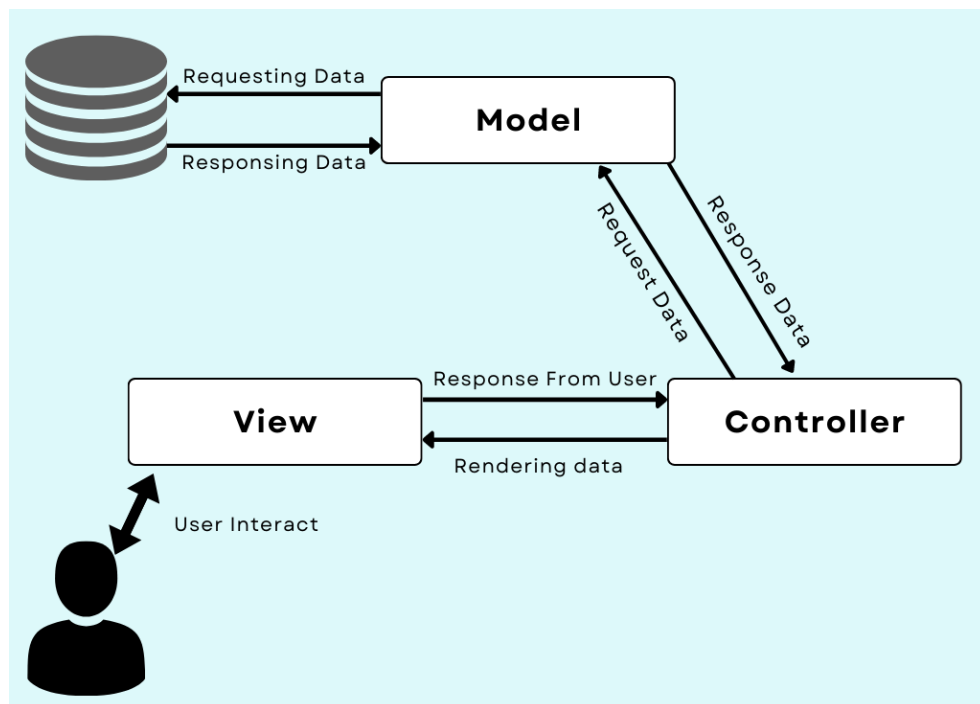 Requesting Data
Model
Responsing Data
Request Data
Response Data
Response From User
View
Controller
Rendering data
User Interact